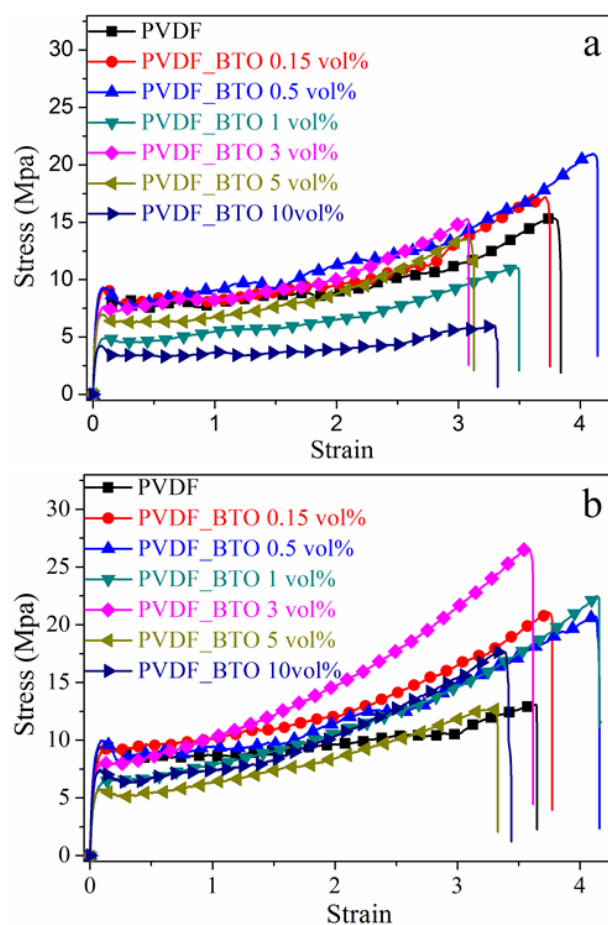 a
PVDF
PVDF_BTO 0.15 vol%
PVDF_BTO 0.5 vol%
PVDF_BTO 1 vol%
PVDF_BTO 3 vol%
PVDF_BTO 5 vol%
PVDF_BTO 10vol%
Stress (Mpa)
30
25
20
15
10
5
0
0 1 2 3 4
Strain
b
PVDF
PVDF_BTO 0.15 vol%
PVDF_BTO 0.5 vol%
PVDF_BTO 1 vol%
PVDF_BTO 3 vol%
PVDF_BTO 5 vol%
PVDF_BTO 10vol%
Stress (Mpa)
30
25
20
15
10
5
0
0 1 2 3 4
Strain